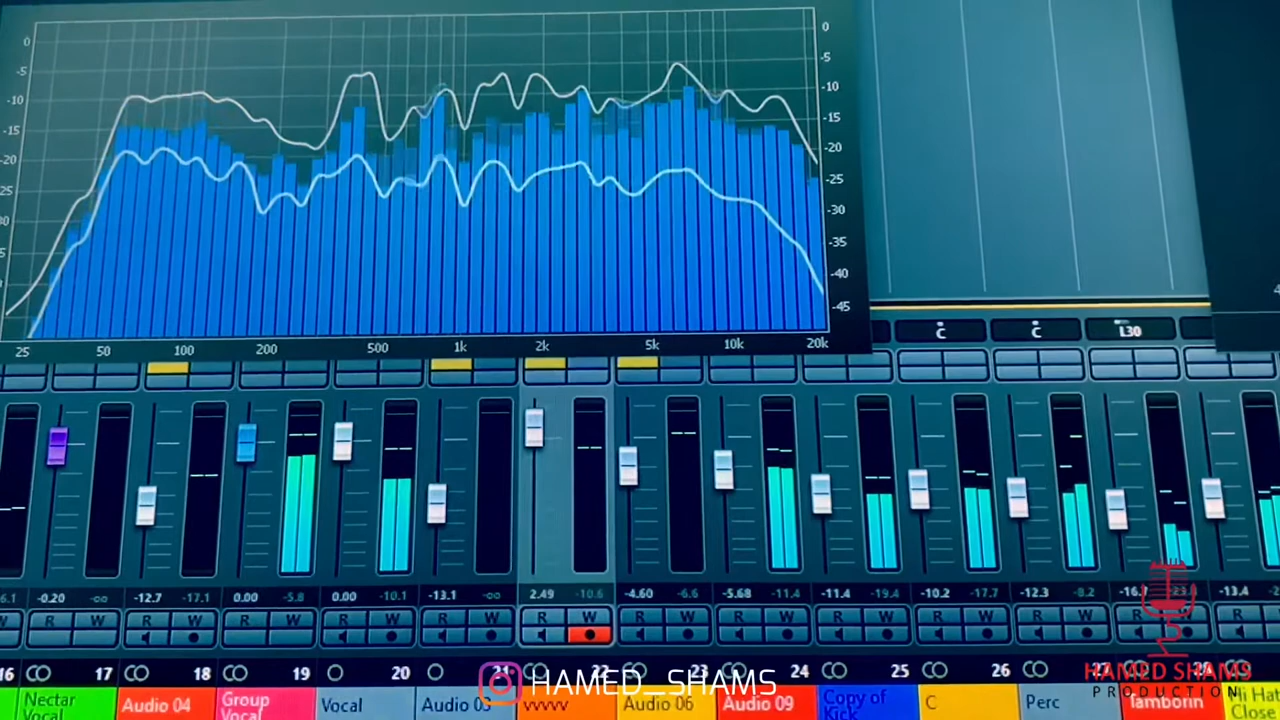 0 0
-5 -5
-10 -10
-15 -15
-20 -20
-25
-30
-35
-40
-45
25 50 100 200 500 1k 2k 5k 10k 20k
C C L30
-0.20 -∞ -12.7 -17.1 0.00 -5.8 0.00 -10.1 -13.1 -∞ 2.49 -10.6 -4.60 -6.6 -5.68 -11.4 -11.4 -19.4 -10.2 -17.7 -12.3 -8.2 -13.4
R W R W R W R W R W R W R W R W R W R W R W R
16 17 18 19 20 21 22 23 24 25 26 27
HAMED_SHAMS
HAMED SHAMS
PRODUCTION
Nectar Vocal
Audio 04
Group Vocal
Vocal
Audio 03
vvvvv
Audio 06
Audio 09
Copy of Kick
C
Perc
Tamborin
Hi Hat Close